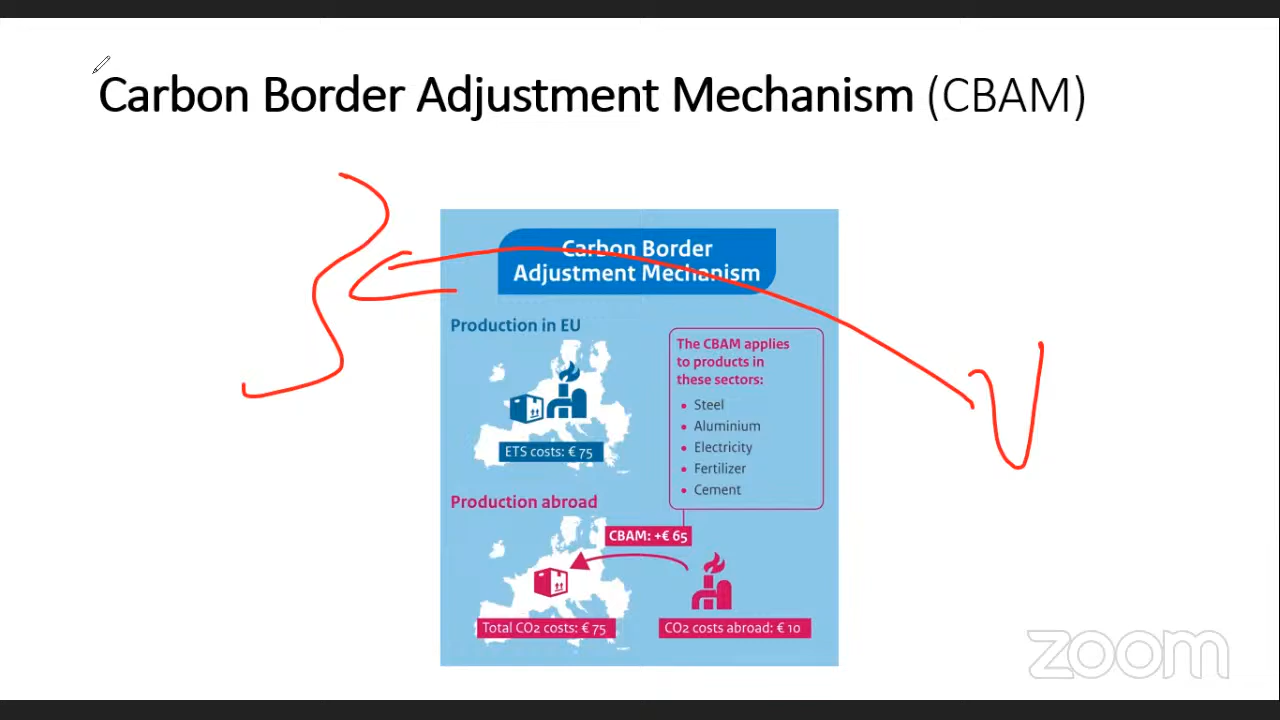 Carbon Border Adjustment Mechanism (CBAM)
Carbon Border
Adjustment Mechanism
Production in EU
ETS costs: € 75
The CBAM applies
to products in
these sectors:
• Steel
• Aluminium
• Electricity
• Fertilizer
• Cement
Production abroad
CBAM: +€ 65
Total CO2 costs: € 75
CO2 costs abroad: € 10
zoom